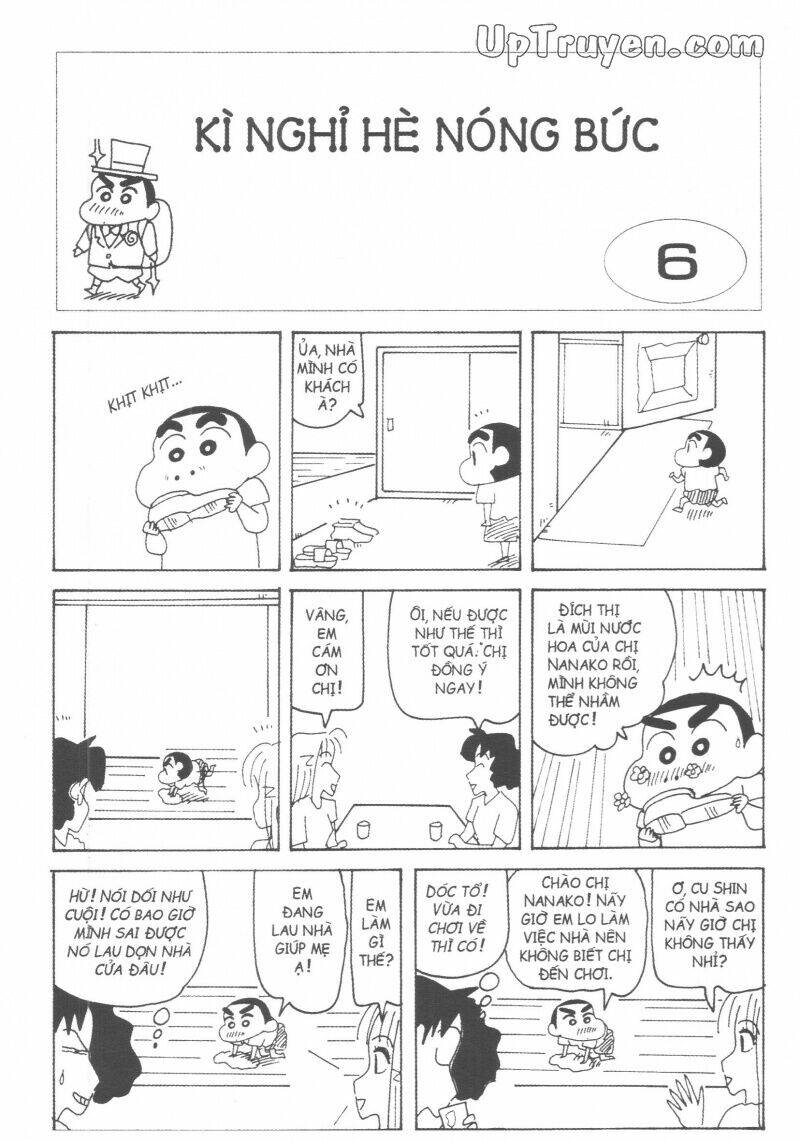 UpTruyen.com
KÌ NGHỈ HÈ NÓNG BỨC
6
ỦA, NHÀ
MÌNH CÓ
KHÁCH
À?
KHỊT KHỊT...
ĐÍCH THỊ
LÀ MÙI NƯỚC
HOA CỦA CHỊ
NANAKO RỒI,
MÌNH KHÔNG
THỂ NHẦM
ĐƯỢC!
ÔI, NẾU ĐƯỢC
NHƯ THẾ THÌ
TỐT QUÁ. CHỊ
ĐỒNG Ý
NGAY!
VÂNG,
EM
CÁM
ƠN
CHỊ!
Ơ, CU SHIN
CÓ NHÀ SAO
NÃY GIỜ CHỊ
KHÔNG THẤY
NHỈ?
CHÀO CHỊ
NANAKO! NÃY
GIỜ EM LO LÀM
VIỆC NHÀ NÊN
KHÔNG BIẾT CHỊ
ĐẾN CHƠI.
DÓC TỔ!
VỪA ĐI
CHƠI VỀ
THÌ CÓ!
EM
LÀM
GÌ
THẾ?
EM
ĐANG
LAU NHÀ
GIÚP MẸ
Ạ!
HỪ! NÓI DỐI NHƯ
CUỘI! CÓ BAO GIỜ
MÌNH SAI ĐƯỢC
NÓ LAU DỌN NHÀ
CỬA ĐÂU!